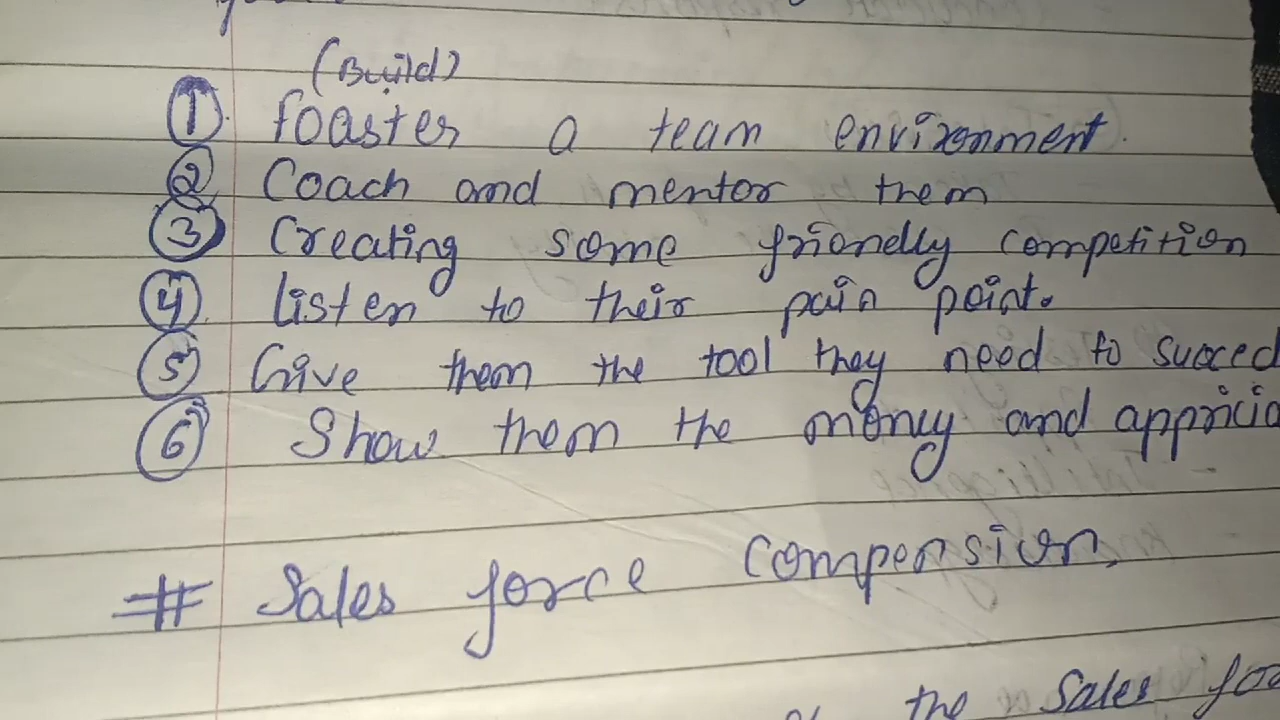 (Build)
① foaster a team environment.
② Coach and mentor them
③ Creating some friendly competition
④ listen to their pain point.
⑤ Give them the tool they need to succed
⑥ Show them the money and appricia
# Sales force Compension.
the Sales fo